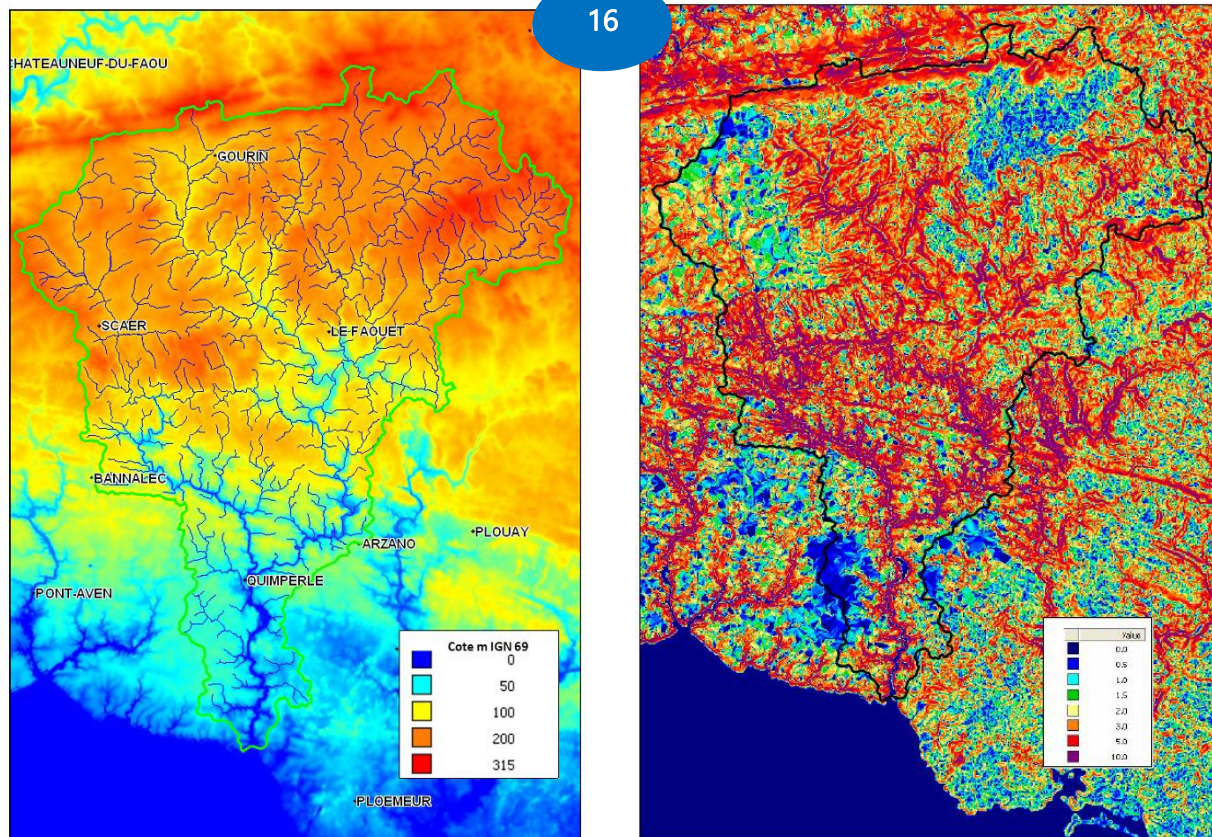 16
CHATEAUNEUF-DU-FAOU
GOURIN
SCAER
LE-FAOUET
BANNALEC
PLOUAY
ARZANO
QUIMPERLE
PONT-AVEN
PLOEMEUR
Cote m IGN 69
0
50
100
200
315
Value
0.0
0.5
1.0
1.5
2.0
3.0
5.0
10.0